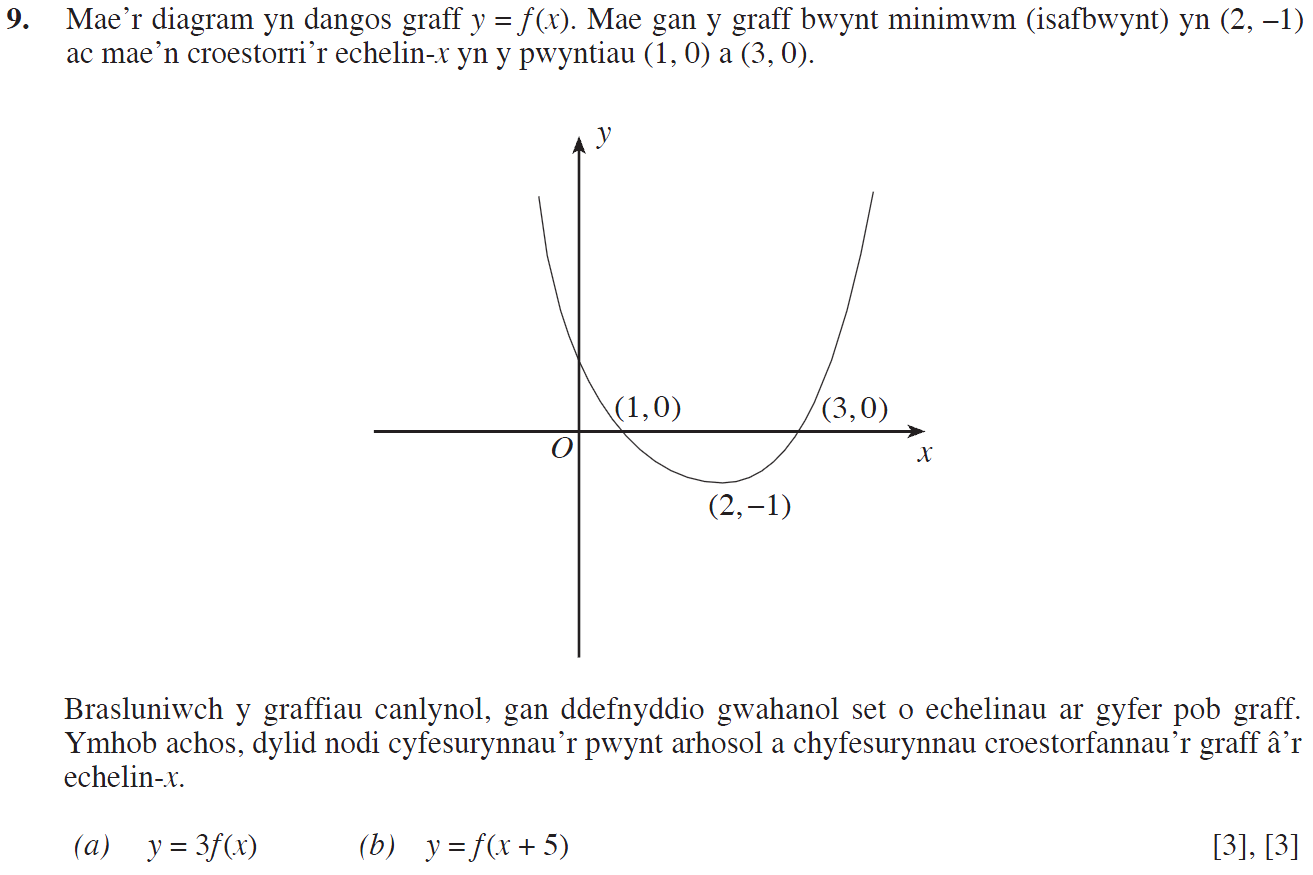 9. Mae'r diagram yn dangos graff y = f(x). Mae gan y graff bwynt minimwm (isafbwynt) yn (2, –1)
ac mae'n croestorri'r echelin-x yn y pwyntiau (1, 0) a (3, 0).
y
(1, 0)
(3, 0)
O
x
(2, –1)
Brasluniwch y graffiau canlynol, gan ddefnyddio gwahanol set o echelinau ar gyfer pob graff.
Ymhob achos, dylid nodi cyfesurynnau'r pwynt arhosol a chyfesurynnau croestorfannau'r graff â'r
echelin-x.
(a) y = 3f(x) (b) y = f(x + 5) [3], [3]